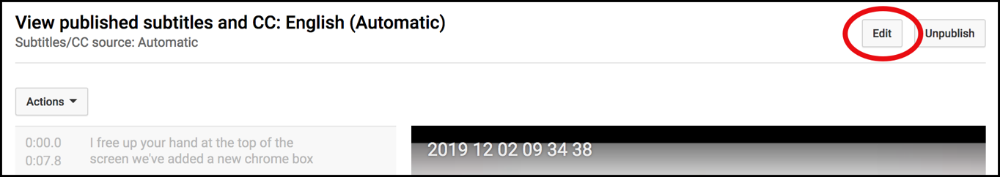 View published subtitles and CC: English (Automatic)
Subtitles/CC source: Automatic
Edit
Unpublish
Actions
0:00.0 I free up your hand at the top of the
0:07.8 screen we've added a new chrome box
2019 12 02 09 34 38